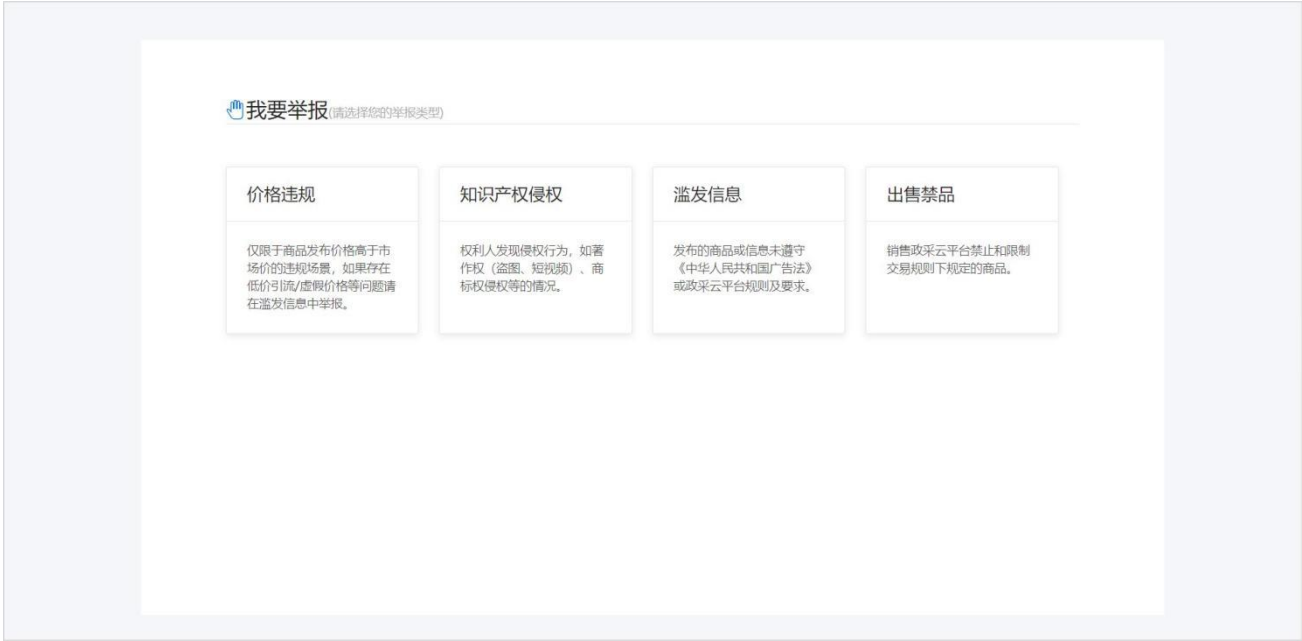 我要举报(请选择您的举报类型)
价格违规
仅限于商品发布价格高于市
场价的违规场景，如果存在
低价引流/虚假价格等问题请
在滥发信息中举报。
知识产权侵权
权利人发现侵权行为，如著
作权（盗图、短视频）、商
标权侵权等的情况。
滥发信息
发布的商品或信息未遵守
《中华人民共和国广告法》
或政采云平台规则及要求。
出售禁品
销售政采云平台禁止和限制
交易规则下规定的商品。